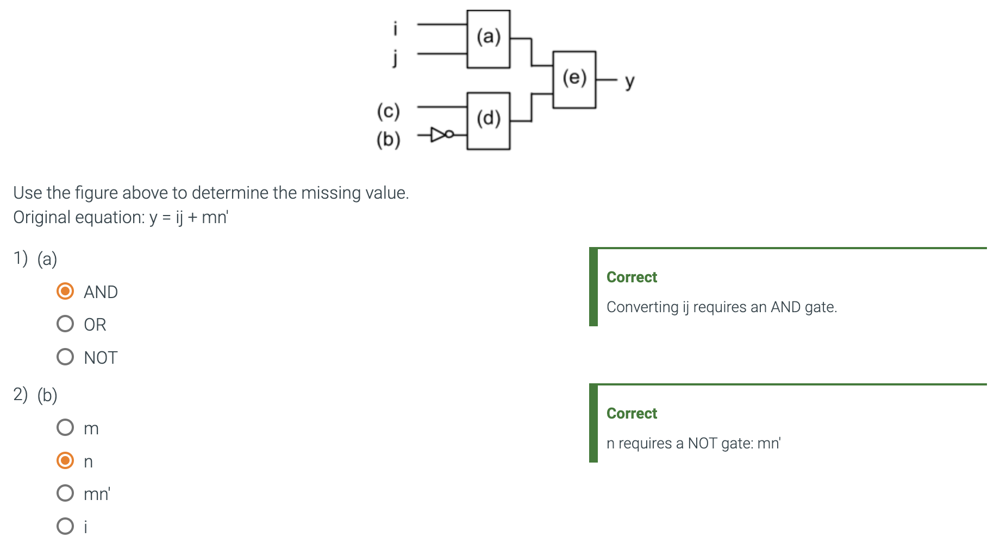 i
(a)
j
(e)
y
(c)
(d)
(b)
Use the figure above to determine the missing value.
Original equation: y = ij + mn'
1) (a)
AND
OR
NOT
Correct
Converting ij requires an AND gate.
2) (b)
m
n
mn'
i
Correct
n requires a NOT gate: mn'